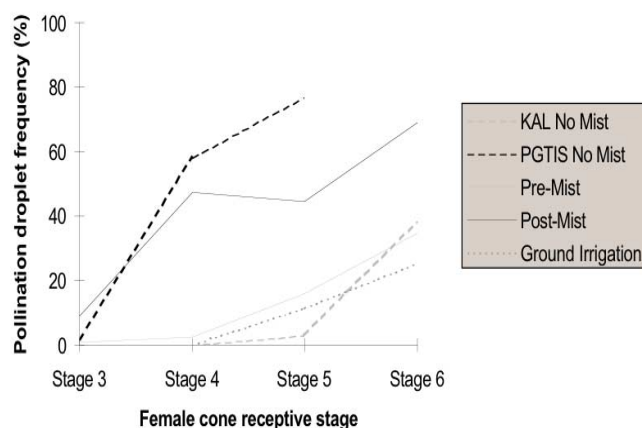 Pollination droplet frequency (%)
100
80
60
40
20
0
Stage 3
Stage 4
Stage 5
Stage 6
Female cone receptive stage
KAL No Mist
PGTIS No Mist
Pre-Mist
Post-Mist
Ground Irrigation